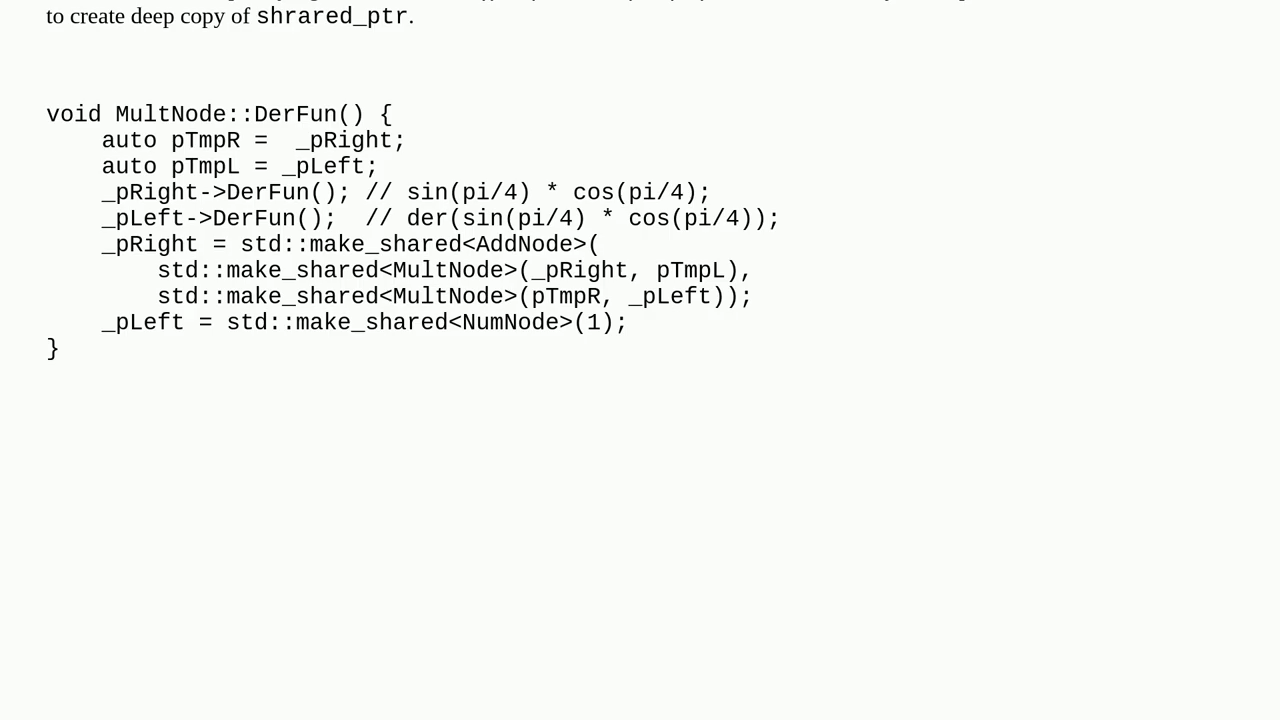 to create deep copy of shrared_ptr.
void MultNode::DerFun() {
    auto pTmpR =  _pRight;
    auto pTmpL = _pLeft;
    _pRight->DerFun(); // sin(pi/4) * cos(pi/4);
    _pLeft->DerFun();  // der(sin(pi/4) * cos(pi/4));
    _pRight = std::make_shared<AddNode>(
        std::make_shared<MultNode>(_pRight, pTmpL),
        std::make_shared<MultNode>(pTmpR, _pLeft));
    _pLeft = std::make_shared<NumNode>(1);
}